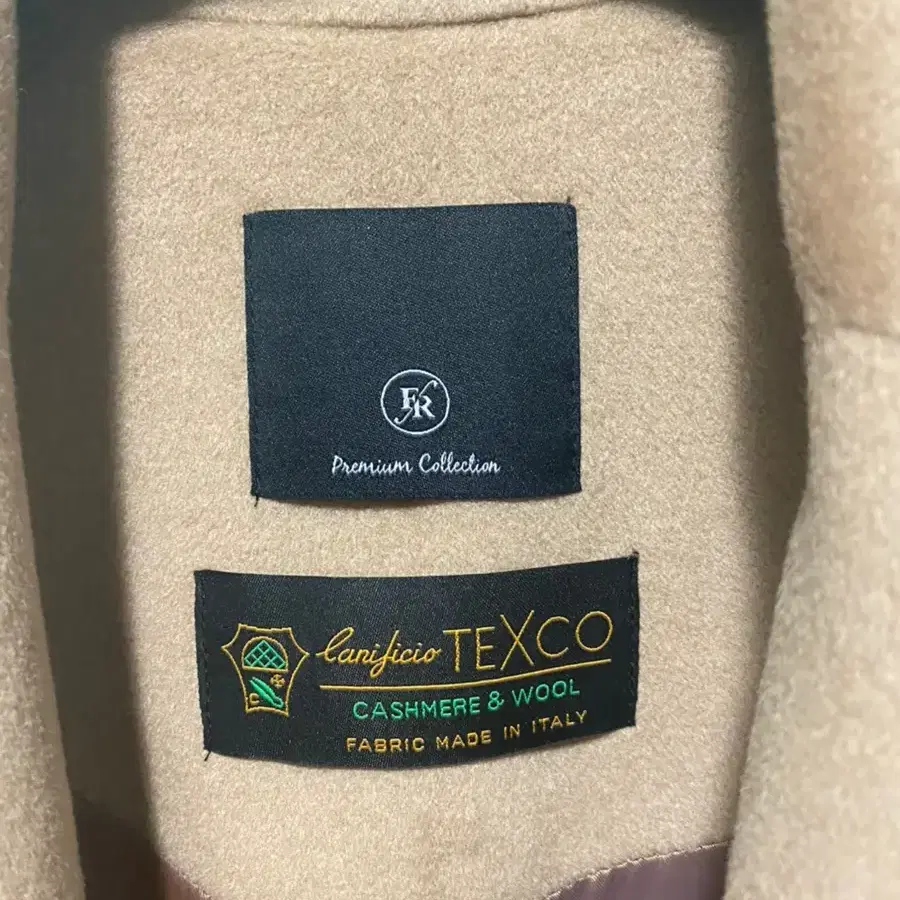 FR
Premium Collection
Lanificio TEXCO
CASHMERE & WOOL
FABRIC MADE IN ITALY